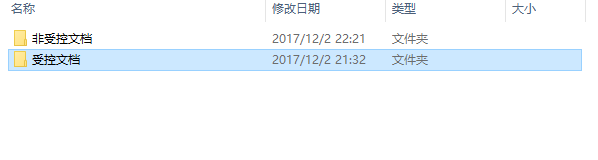 名称 修改日期 类型 大小
非受控文档 2017/12/2 22:21 文件夹
受控文档 2017/12/2 21:32 文件夹